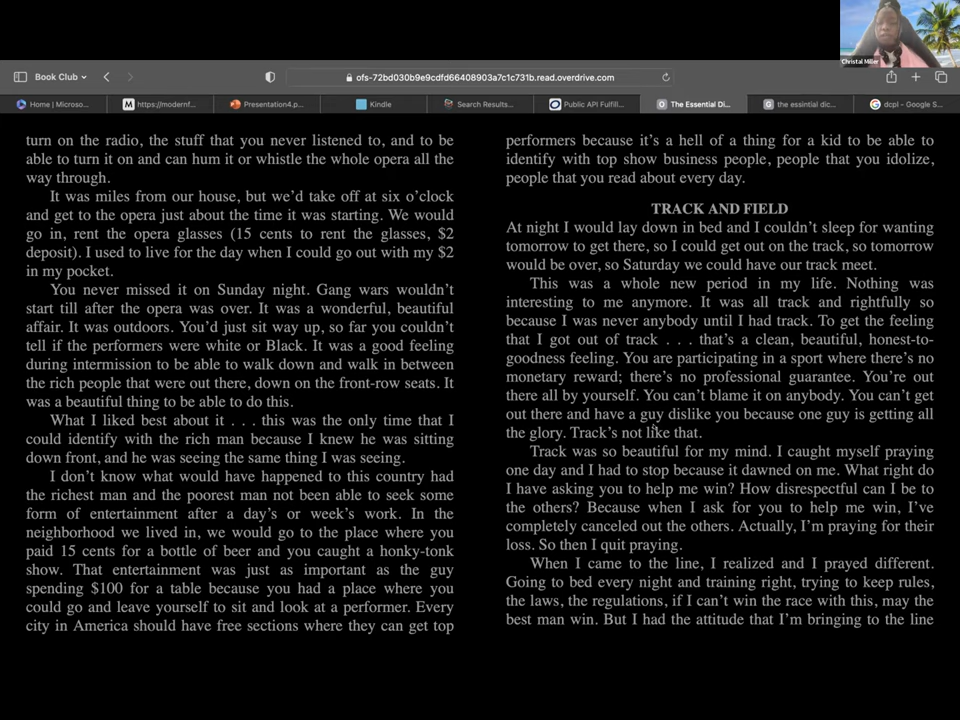 Christal Miller
Book Club
ofs-72bd030b9e9cdfd66408903a7c1c731b.read.overdrive.com
Home | Microso...
M https://modernf...
Presentation4.p...
Kindle
Search Results...
Public API Fulfill...
The Essential Di...
G the essintial dic...
G dcpl – Google S...
turn on the radio, the stuff that you never listened to, and to be
able to turn it on and can hum it or whistle the whole opera all the
way through.
It was miles from our house, but we'd take off at six o'clock
and get to the opera just about the time it was starting. We would
go in, rent the opera glasses (15 cents to rent the glasses, $2
deposit). I used to live for the day when I could go out with my $2
in my pocket.
You never missed it on Sunday night. Gang wars wouldn't
start till after the opera was over. It was a wonderful, beautiful
affair. It was outdoors. You'd just sit way up, so far you couldn't
tell if the performers were white or Black. It was a good feeling
during intermission to be able to walk down and walk in between
the rich people that were out there, down on the front-row seats. It
was a beautiful thing to be able to do this.
What I liked best about it . . . this was the only time that I
could identify with the rich man because I knew he was sitting
down front, and he was seeing the same thing I was seeing.
I don't know what would have happened to this country had
the richest man and the poorest man not been able to seek some
form of entertainment after a day's or week's work. In the
neighborhood we lived in, we would go to the place where you
paid 15 cents for a bottle of beer and you caught a honky-tonk
show. That entertainment was just as important as the guy
spending $100 for a table because you had a place where you
could go and leave yourself to sit and look at a performer. Every
city in America should have free sections where they can get top
performers because it's a hell of a thing for a kid to be able to
identify with top show business people, people that you idolize,
people that you read about every day.
TRACK AND FIELD
At night I would lay down in bed and I couldn't sleep for wanting
tomorrow to get there, so I could get out on the track, so tomorrow
would be over, so Saturday we could have our track meet.
This was a whole new period in my life. Nothing was
interesting to me anymore. It was all track and rightfully so
because I was never anybody until I had track. To get the feeling
that I got out of track . . . that's a clean, beautiful, honest-to-
goodness feeling. You are participating in a sport where there's no
monetary reward; there's no professional guarantee. You're out
there all by yourself. You can't blame it on anybody. You can't get
out there and have a guy dislike you because one guy is getting all
the glory. Track's not like that.
Track was so beautiful for my mind. I caught myself praying
one day and I had to stop because it dawned on me. What right do
I have asking you to help me win? How disrespectful can I be to
the others? Because when I ask for you to help me win, I've
completely canceled out the others. Actually, I'm praying for their
loss. So then I quit praying.
When I came to the line, I realized and I prayed different.
Going to bed every night and training right, trying to keep rules,
the laws, the regulations, if I can't win the race with this, may the
best man win. But I had the attitude that I'm bringing to the line